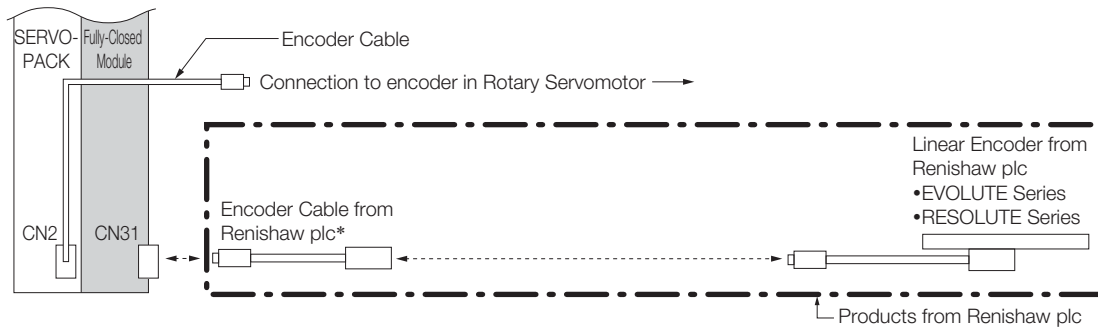 SERVO-
PACK
Fully-Closed
Module
Encoder Cable
Connection to encoder in Rotary Servomotor
Linear Encoder from
Renishaw plc
•EVOLUTE Series
•RESOLUTE Series
Encoder Cable from
Renishaw plc*
CN2
CN31
Products from Renishaw plc